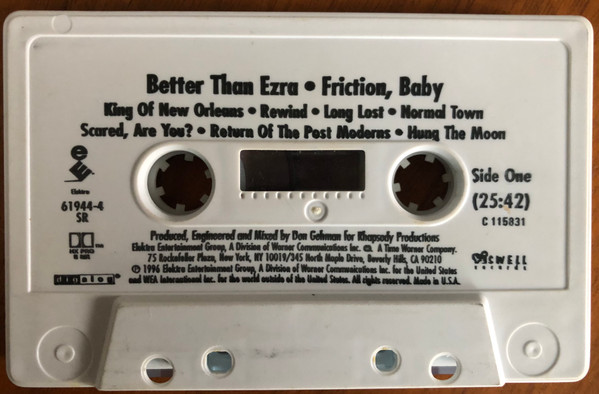 Better Than Ezra • Friction, Baby
King Of New Orleans • Rewind • Long Lost • Normal Town
Scared, Are You? • Return Of The Post Moderns • Hung The Moon
Elektra
61944-4
SR
Side One
(25:42)
C 115831
Produced, Engineered and Mixed by Don Gehman for Rhapsody Productions
Elektra Entertainment Group, A Division of Warner Communications Inc. A Time Warner Company.
75 Rockefeller Plaza, New York, NY 10019/345 North Maple Drive, Beverly Hills, CA 90210
℗ 1996 Elektra Entertainment Group, A Division of Warner Communications Inc. for the United States
and WEA International Inc. for the world outside of the United States. All rights reserved. Made in U.S.A.
digalog
SWELL